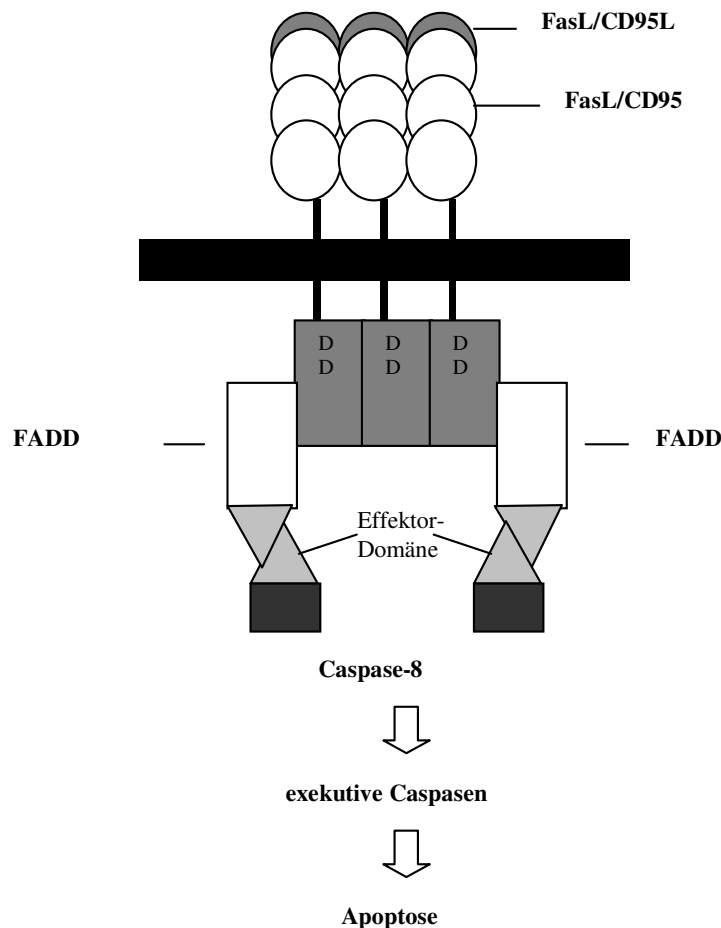 FasL/CD95L
FasL/CD95
D D D
D D D
FADD FADD
Effektor-
Domäne
Caspase-8
exekutive Caspasen
Apoptose